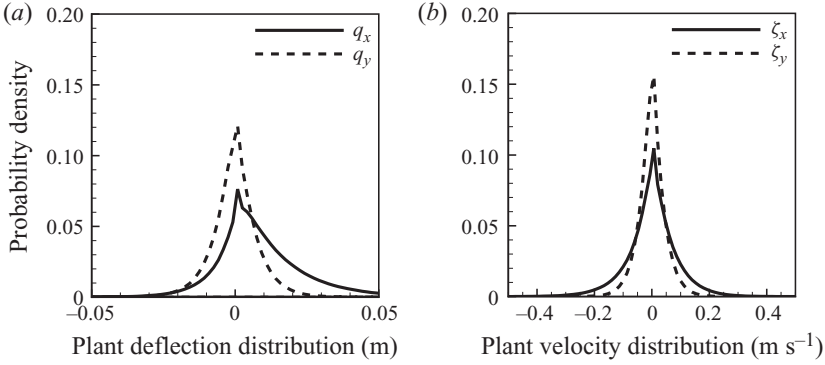 (a)
0.20
0.15
0.10
0.05
0
Probability density
q_x
q_y
−0.05
0
0.05
Plant deflection distribution (m)
(b)
0.20
0.15
0.10
0.05
0
ζ_x
ζ_y
−0.4
−0.2
0
0.2
0.4
Plant velocity distribution (m s⁻¹)